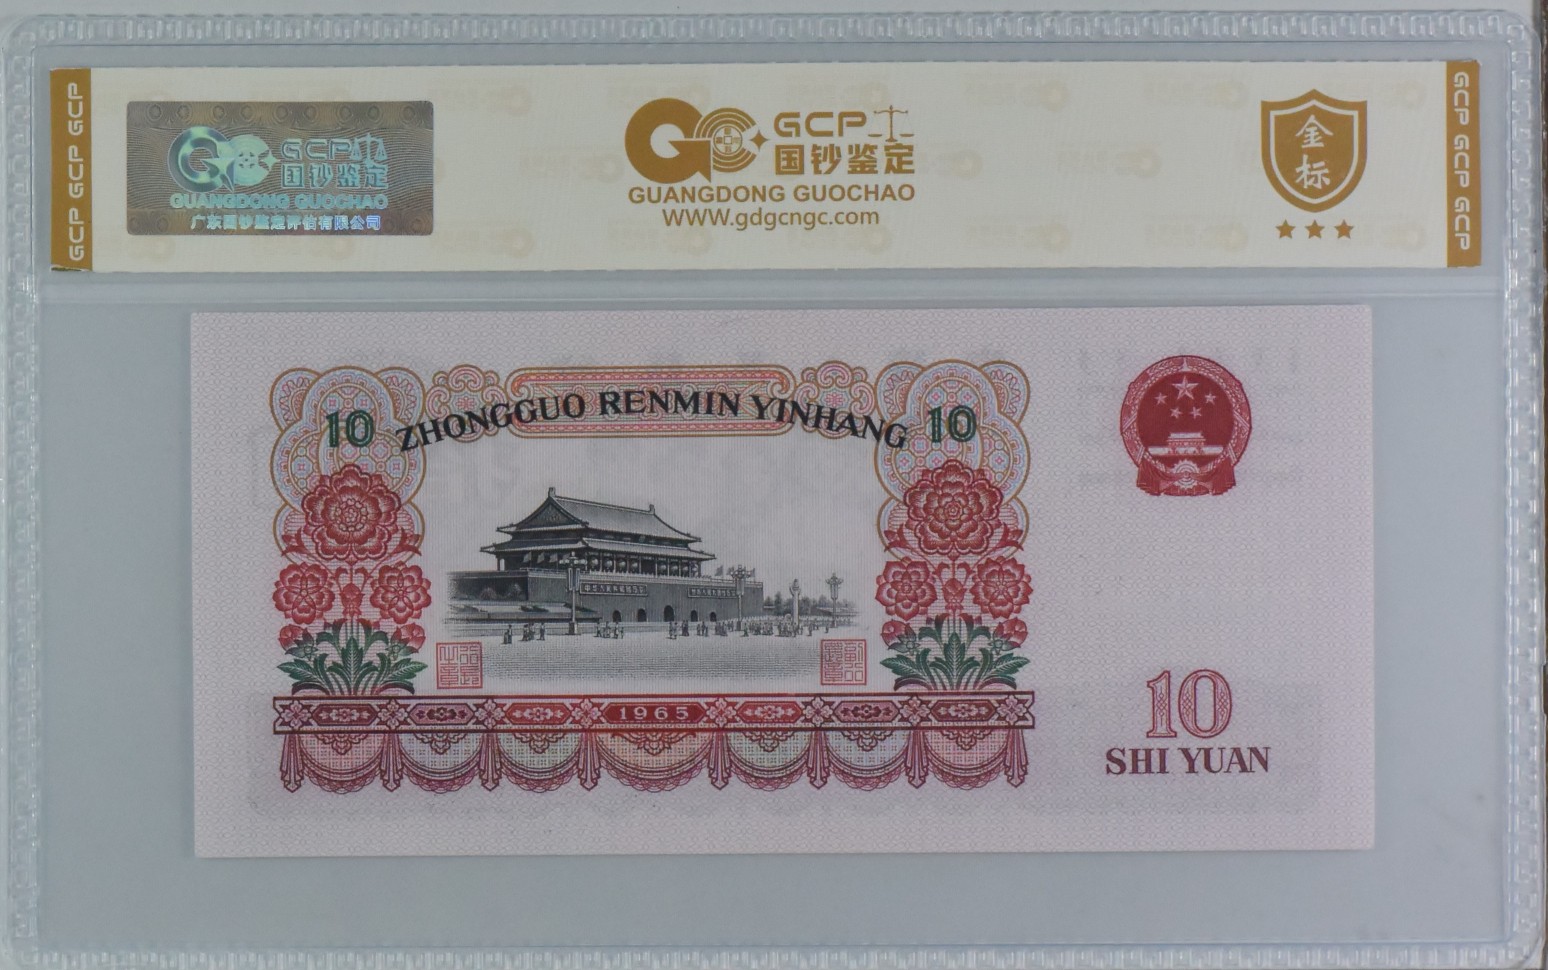 GCP GCP GCP
GCP
国钞鉴定
GUANGDONG GUOCHAO
广东国钞鉴定评估有限公司
GCP
国钞鉴定
GUANGDONG GUOCHAO
WWW.gdgcngc.com
金标
GCP GCP GCP
10
ZHONGGUO RENMIN YINHANG
10
1965
10
SHI YUAN